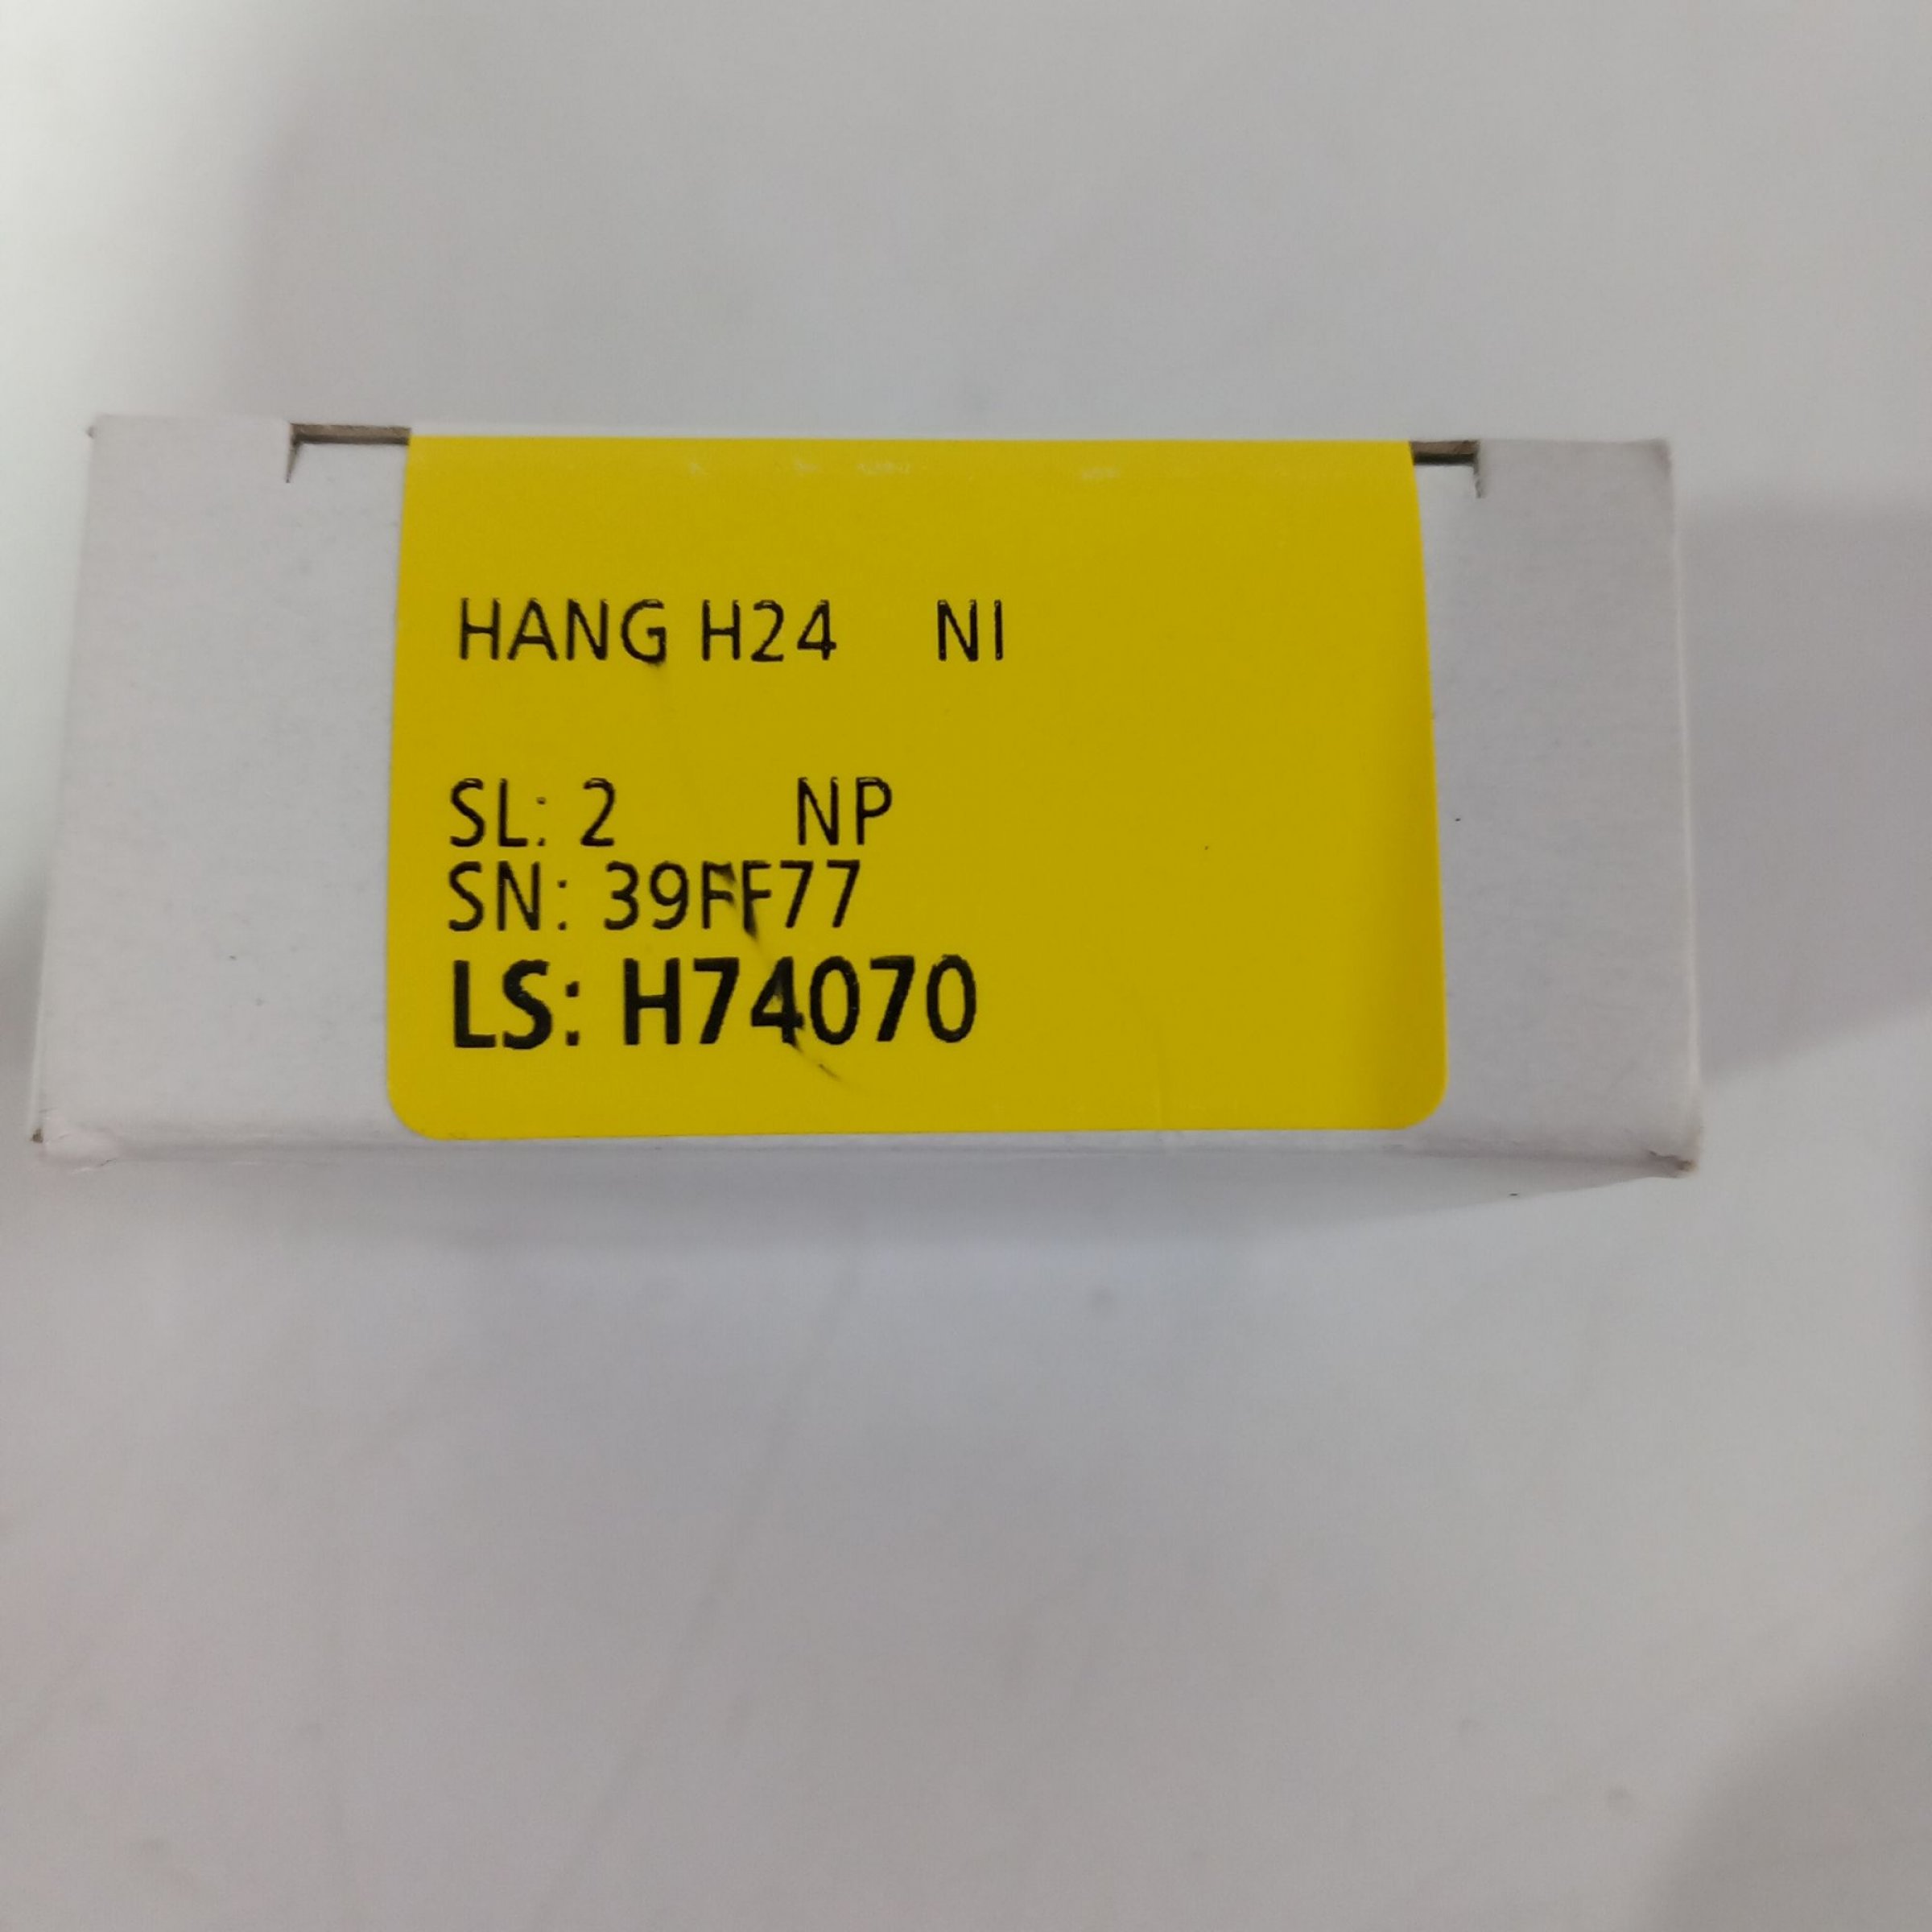 HANG H24 NI
SL: 2 NP
SN: 39FF77
LS: H74070